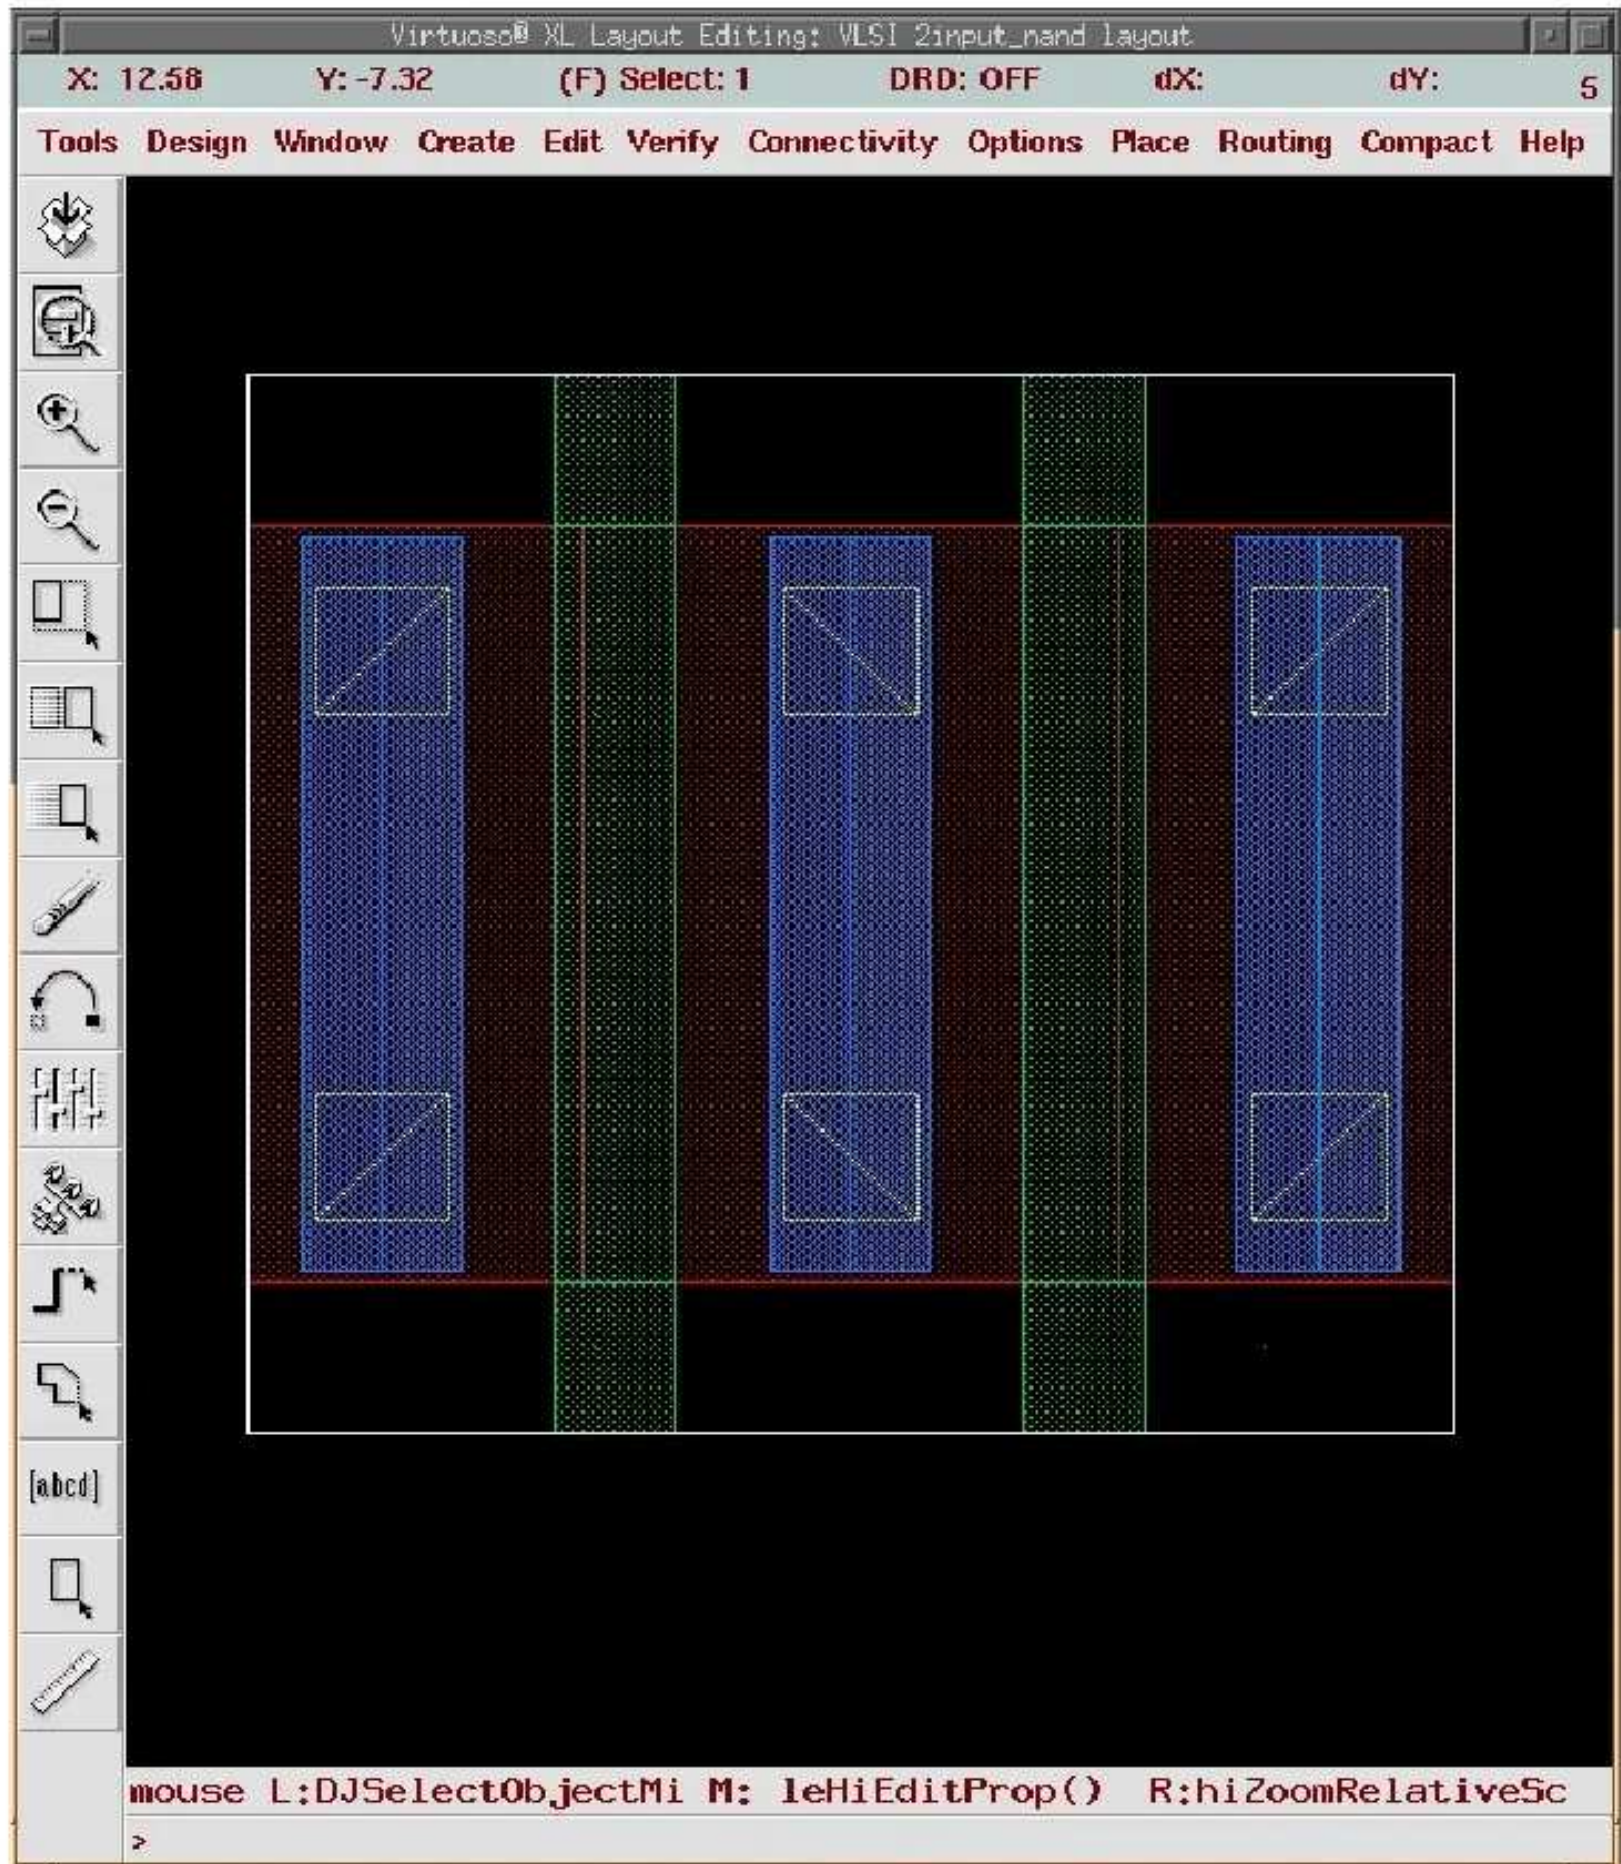 Virtuoso® XL Layout Editing: VLSI 2input_nand layout
X: 12.58 Y: -7.32 (F) Select: 1 DRD: OFF dX: dY: 5
Tools Design Window Create Edit Verify Connectivity Options Place Routing Compact Help
[abcd]
mouse L:DJSelectObjectMi M: leHiEditProp() R:hiZoomRelativeSc
>